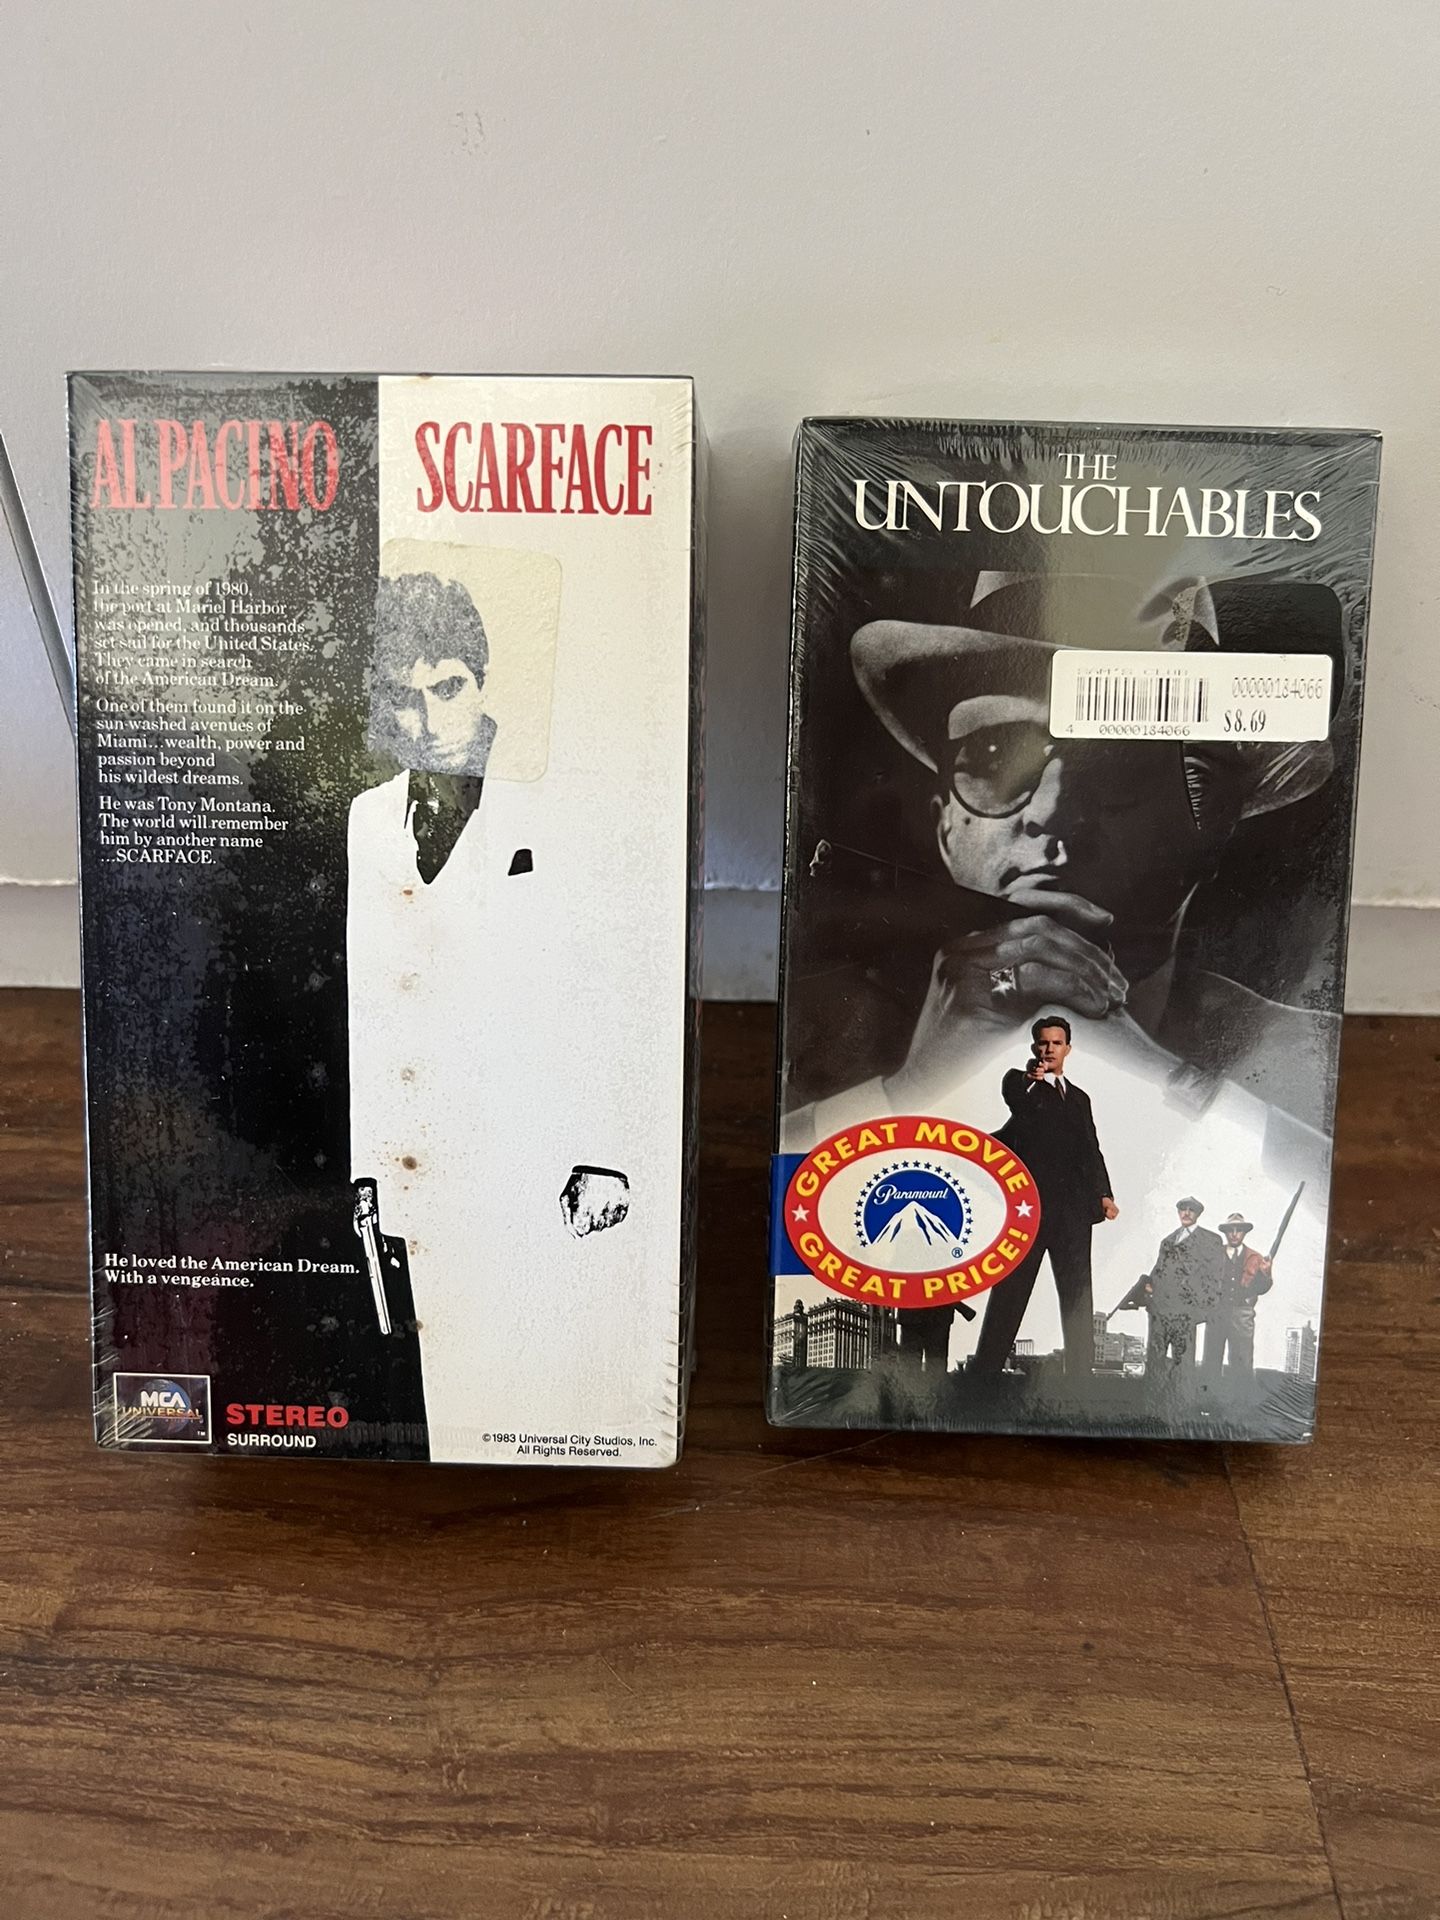 AL PACINO
SCARFACE
In the spring of 1980,
the port at Mariel Harbor
was opened, and thousands
set sail for the United States.
They came in search
of the American Dream.
One of them found it on the
sun-washed avenues of
Miami...wealth, power and
passion beyond
his wildest dreams.
He was Tony Montana.
The world will remember
him by another name
...SCARFACE.
He loved the American Dream.
With a vengeance.
MCA
UNIVERSAL
TM
STEREO
SURROUND
©1983 Universal City Studios, Inc.
All Rights Reserved.
THE
UNTOUCHABLES
SAM'S CLUB
00000184066
4 00000184066
$8.69
GREAT MOVIE
Paramount
®
GREAT PRICE!